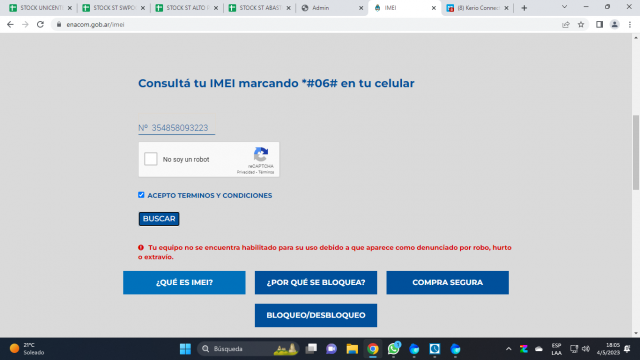 STOCK UNICENTI
STOCK ST SWPO
STOCK ST ALTO F
STOCK ST ABAST
Admin
IMEI
(8) Kerio Connec
enacom.gob.ar/imei
Consultá tu IMEI marcando *#06# en tu celular
Nº 354858093223
No soy un robot
reCAPTCHA
Privacidad - Términos
ACEPTO TERMINOS Y CONDICIONES
BUSCAR
Tu equipo no se encuentra habilitado para su uso debido a que aparece como denunciado por robo, hurto
o extravío.
¿QUÉ ES IMEI?
¿POR QUÉ SE BLOQUEA?
COMPRA SEGURA
BLOQUEO/DESBLOQUEO
21°C
Soleado
Búsqueda
ESP
LAA
18:05
4/5/2023